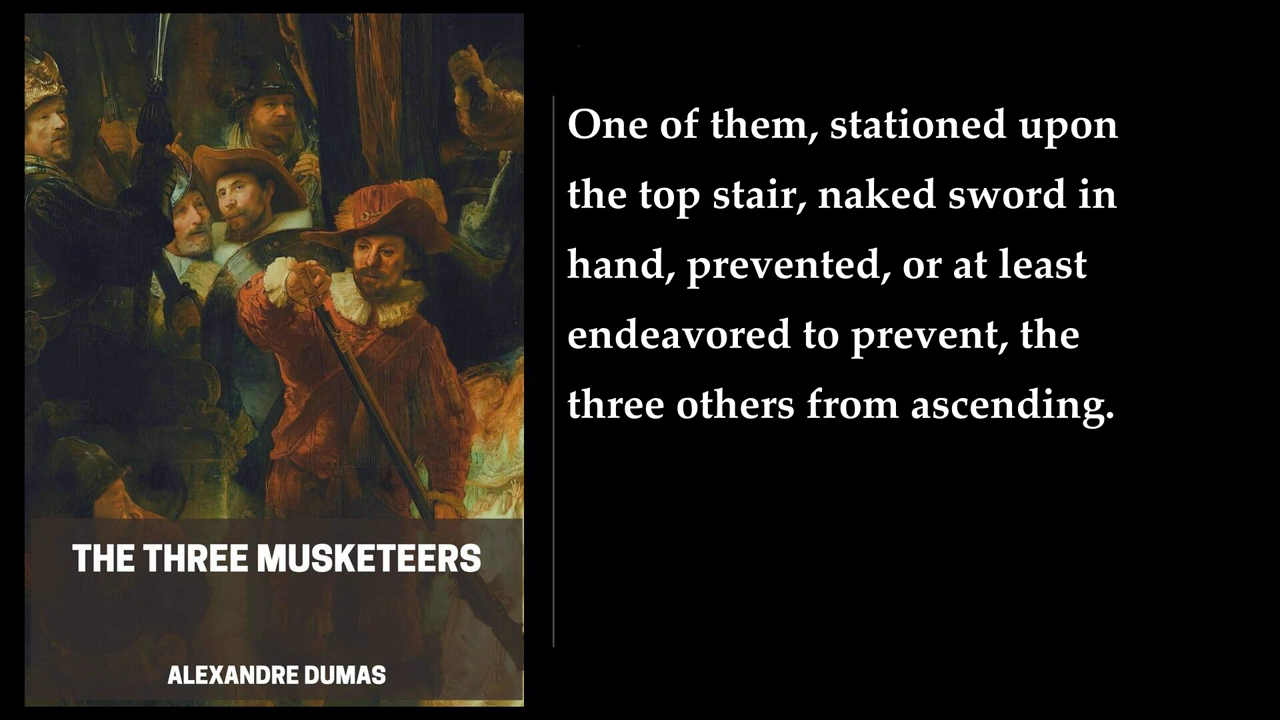 THE THREE MUSKETEERS
ALEXANDRE DUMAS
One of them, stationed upon
the top stair, naked sword in
hand, prevented, or at least
endeavored to prevent, the
three others from ascending.